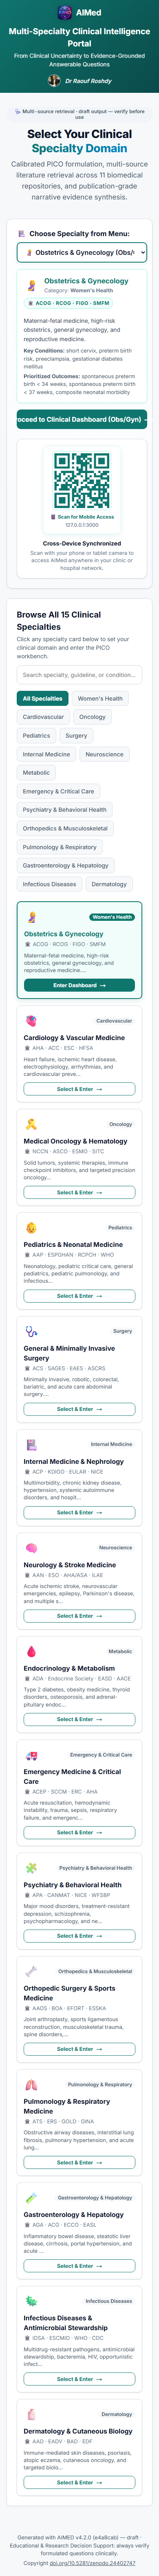 AIMed
Multi-Specialty Clinical Intelligence
Portal
From Clinical Uncertainty to Evidence-Grounded
Answerable Questions
Dr Raouf Roshdy
Multi-source retrieval · draft output — verify before
use
Select Your Clinical
Specialty Domain
Calibrated PICO formulation, multi-source
literature retrieval across 11 biomedical
repositories, and publication-grade
narrative evidence synthesis.
Choose Specialty from Menu:
Obstetrics & Gynecology (Obs/
Obstetrics & Gynecology
Category: Women's Health
ACOG · RCOG · FIGO · SMFM
Maternal-fetal medicine, high-risk
obstetrics, general gynecology, and
reproductive medicine.
Key Conditions: short cervix, preterm birth
risk, preeclampsia, gestational diabetes
mellitus
Prioritized Outcomes: spontaneous preterm
birth < 34 weeks, spontaneous preterm birth
< 37 weeks, composite neonatal morbidity
roceed to Clinical Dashboard (Obs/Gyn)
Scan for Mobile Access
127.0.0.1:3000
Cross-Device Synchronized
Scan with your phone or tablet camera to
access AIMed anywhere in your clinic or
hospital network.
Browse All 15 Clinical
Specialties
Click any specialty card below to set your
clinical domain and enter the PICO
workbench.
Search specialty, guideline, or condition...
All Specialties
Women's Health
Cardiovascular
Oncology
Pediatrics
Surgery
Internal Medicine
Neuroscience
Metabolic
Emergency & Critical Care
Psychiatry & Behavioral Health
Orthopedics & Musculoskeletal
Pulmonology & Respiratory
Gastroenterology & Hepatology
Infectious Diseases
Dermatology
Women's Health
Obstetrics & Gynecology
ACOG · RCOG · FIGO · SMFM
Maternal-fetal medicine, high-risk
obstetrics, general gynecology, and
reproductive medicine....
Enter Dashboard →
Cardiovascular
Cardiology & Vascular Medicine
AHA · ACC · ESC · HFSA
Heart failure, ischemic heart disease,
electrophysiology, arrhythmias, and
cardiovascular preve...
Select & Enter →
Oncology
Medical Oncology & Hematology
NCCN · ASCO · ESMO · SITC
Solid tumors, systemic therapies, immune
checkpoint inhibitors, and targeted precision
oncology...
Select & Enter →
Pediatrics
Pediatrics & Neonatal Medicine
AAP · ESPGHAN · RCPCH · WHO
Neonatology, pediatric critical care, general
pediatrics, pediatric pulmonology, and
infectious...
Select & Enter →
Surgery
General & Minimally Invasive
Surgery
ACS · SAGES · EAES · ASCRS
Minimally invasive, robotic, colorectal,
bariatric, and acute care abdominal
surgery....
Select & Enter →
Internal Medicine
Internal Medicine & Nephrology
ACP · KDIGO · EULAR · NICE
Multimorbidity, chronic kidney disease,
hypertension, systemic autoimmune
disorders, and hospit...
Select & Enter →
Neuroscience
Neurology & Stroke Medicine
AAN · ESO · AHA/ASA · ILAE
Acute ischemic stroke, neurovascular
emergencies, epilepsy, Parkinson's disease,
and multiple s...
Select & Enter →
Metabolic
Endocrinology & Metabolism
ADA · Endocrine Society · EASD · AACE
Type 2 diabetes, obesity medicine, thyroid
disorders, osteoporosis, and adrenal-
pituitary endoc...
Select & Enter →
Emergency & Critical Care
Emergency Medicine & Critical
Care
ACEP · SCCM · ERC · AHA
Acute resuscitation, hemodynamic
instability, trauma, sepsis, respiratory
failure, and emergenc...
Select & Enter →
Psychiatry & Behavioral Health
Psychiatry & Behavioral Health
APA · CANMAT · NICE · WFSBP
Major mood disorders, treatment-resistant
depression, schizophrenia,
psychopharmacology, and ne...
Select & Enter →
Orthopedics & Musculoskeletal
Orthopedic Surgery & Sports
Medicine
AAOS · BOA · EFORT · ESSKA
Joint arthroplasty, sports ligamentous
reconstruction, musculoskeletal trauma,
spine disorders,...
Select & Enter →
Pulmonology & Respiratory
Pulmonology & Respiratory
Medicine
ATS · ERS · GOLD · GINA
Obstructive airway diseases, interstitial lung
fibrosis, pulmonary hypertension, and acute
lung...
Select & Enter →
Gastroenterology & Hepatology
Gastroenterology & Hepatology
AGA · ACG · ECCO · EASL
Inflammatory bowel disease, steatotic liver
disease, cirrhosis, portal hypertension, and
acute ...
Select & Enter →
Infectious Diseases
Infectious Diseases &
Antimicrobial Stewardship
IDSA · ESCMID · WHO · CDC
Multidrug-resistant pathogens, antimicrobial
stewardship, bacteremia, HIV, opportunistic
infect...
Select & Enter →
Dermatology
Dermatology & Cutaneous Biology
AAD · EADV · BAD · EDF
Immune-mediated skin diseases, psoriasis,
atopic eczema, cutaneous oncology, and
targeted biolo...
Select & Enter →
Generated with AIMED v4.2.0 (e4a8cab) — draft ·
Educational & Research Decision Support: always verify
formulated questions clinically.
Copyright doi.org/10.5281/zenodo.24402747